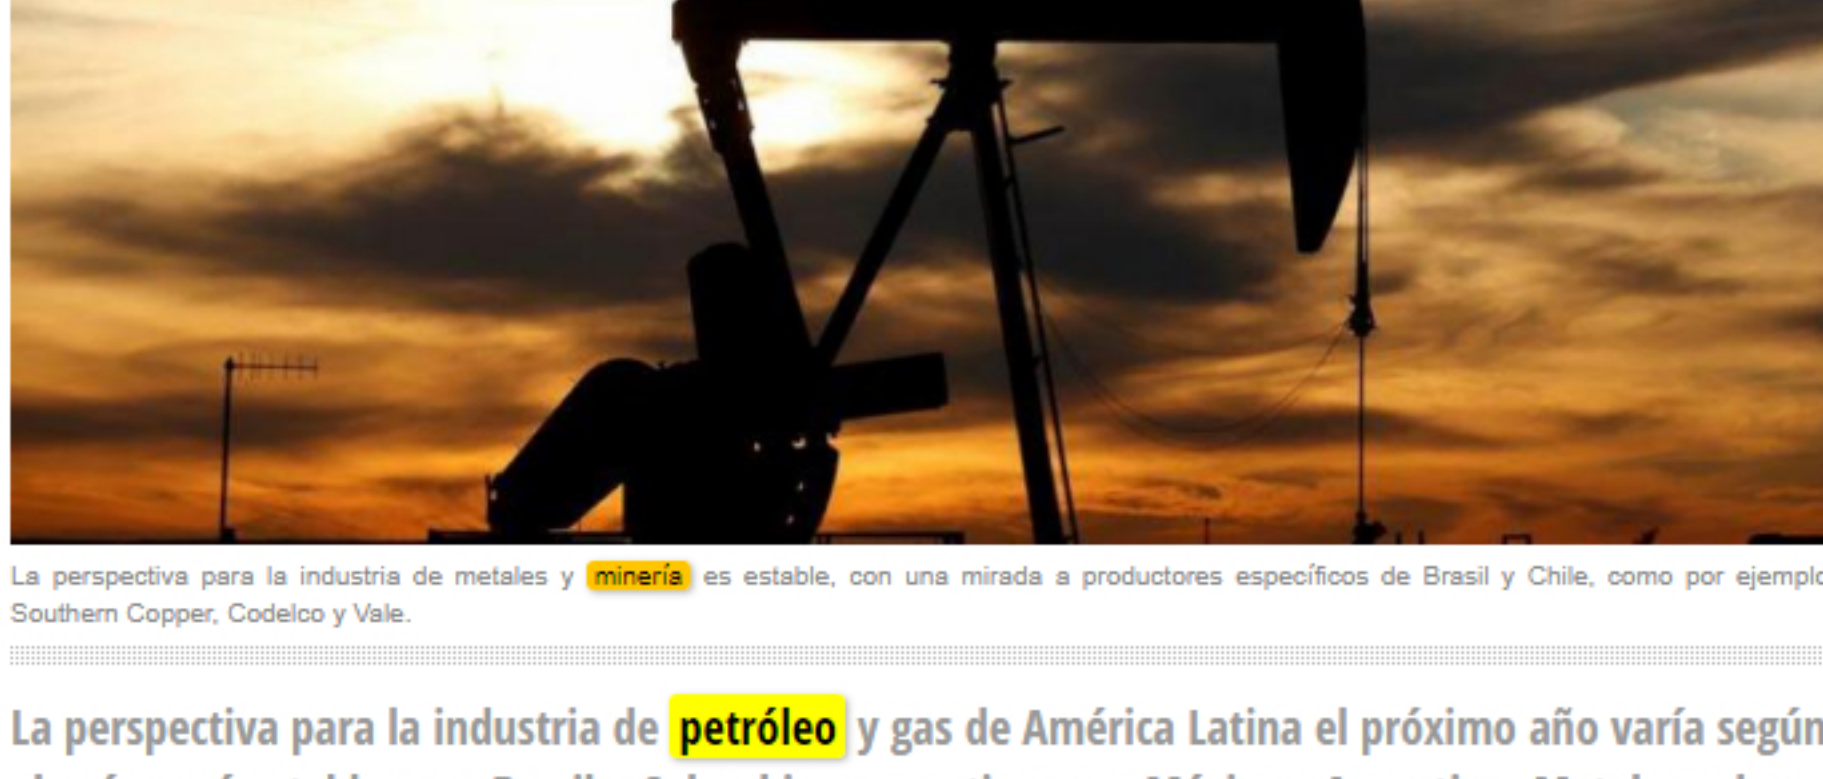 La perspectiva para la industria de metales y minería es estable, con una mirada a productores específicos de Brasil y Chile, como por ejemplo
Southern Copper, Codelco y Vale.
La perspectiva para la industria de petróleo y gas de América Latina el próximo año varía según